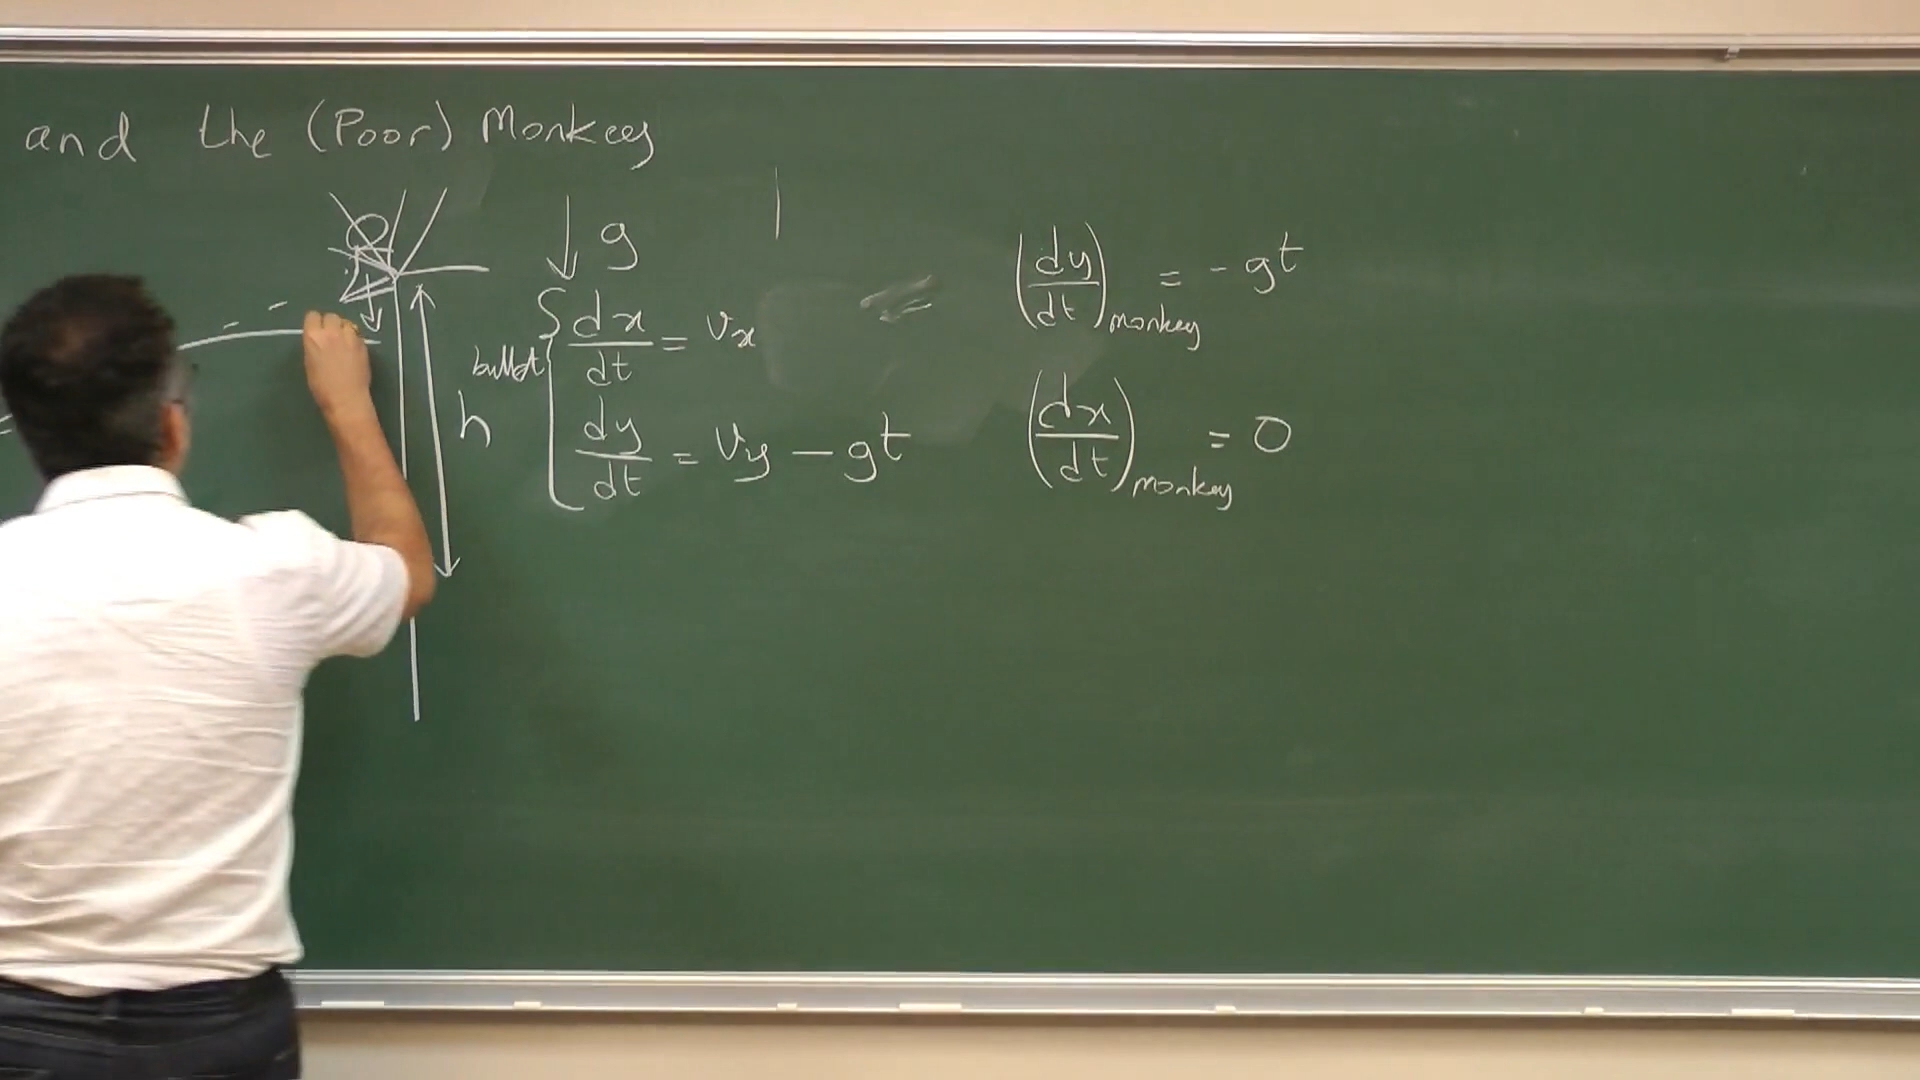 and the (Poor) Monkey
g
h
bullet
dx/dt = vx
dy/dt = vy - gt
(dy/dt)monkey = - gt
(dx/dt)monkey = 0